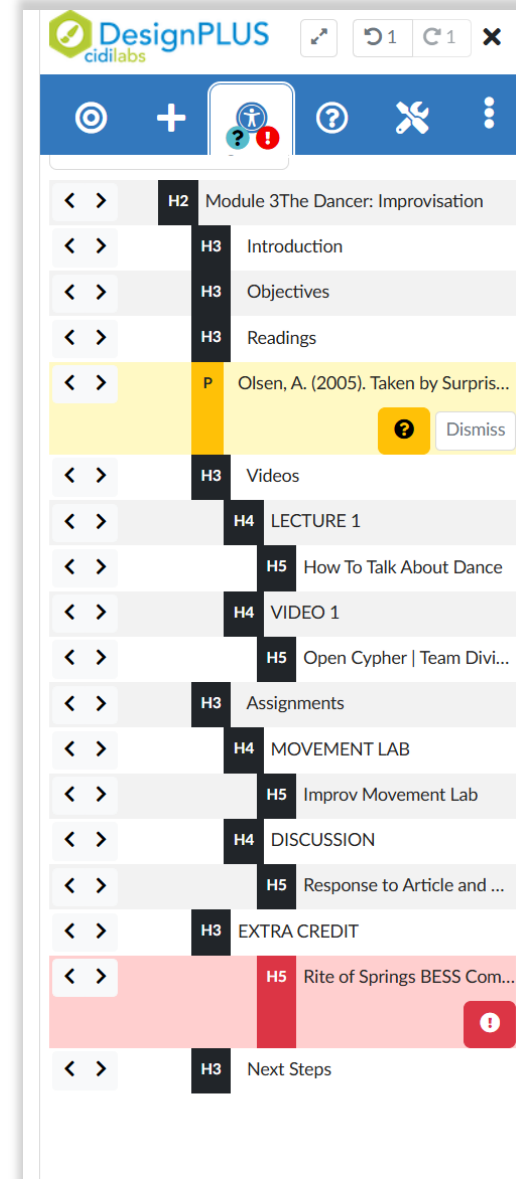 DesignPLUS
cidilabs
1 1
H2 Module 3The Dancer: Improvisation
H3 Introduction
H3 Objectives
H3 Readings
P Olsen, A. (2005). Taken by Surpris...
Dismiss
H3 Videos
H4 LECTURE 1
H5 How To Talk About Dance
H4 VIDEO 1
H5 Open Cypher | Team Divi...
H3 Assignments
H4 MOVEMENT LAB
H5 Improv Movement Lab
H4 DISCUSSION
H5 Response to Article and ...
H3 EXTRA CREDIT
H5 Rite of Springs BESS Com...
H3 Next Steps